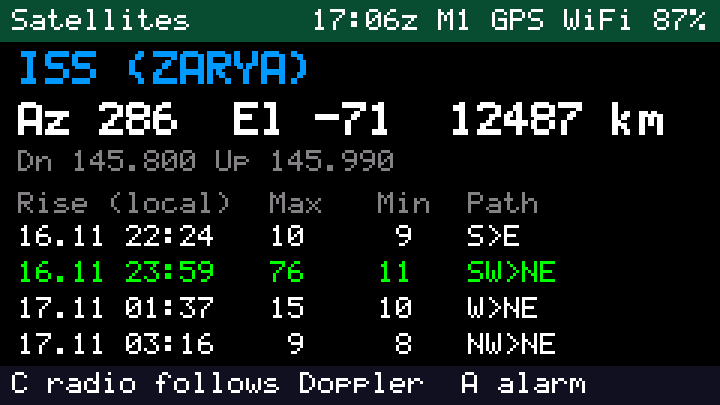 Satellites 17:06z M1 GPS WiFi 87%
ISS (ZARYA)
Az 286 El -71 12487 km
Dn 145.800 Up 145.990
Rise (local) Max Min Path
16.11 22:24 10 9 S>E
16.11 23:59 76 11 SW>NE
17.11 01:37 15 10 W>NE
17.11 03:16 9 8 NW>NE
C radio follows Doppler A alarm